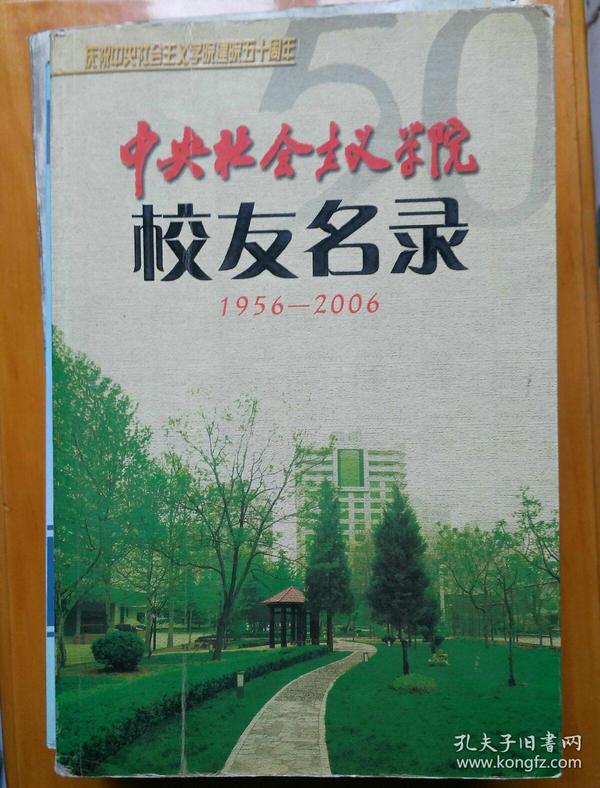 庆祝中央社会主义学院建院五十周年
50
中央社会主义学院
校友名录
1956—2006
孔夫子旧书网
www.kongfz.com